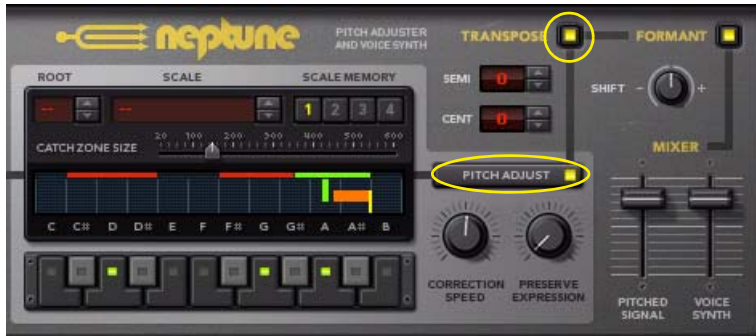 neptune
PITCH ADJUSTER
AND VOICE SYNTH
TRANSPOSE
FORMANT
ROOT
SCALE
SCALE MEMORY
SEMI
0
SHIFT
- +
--
--
1 2 3 4
CATCH ZONE SIZE
20 100 200 300 400 500 600
CENT
0
MIXER
PITCH ADJUST
C C# D D# E F F# G G# A A# B
CORRECTION
SPEED
PRESERVE
EXPRESSION
PITCHED
SIGNAL
VOICE
SYNTH